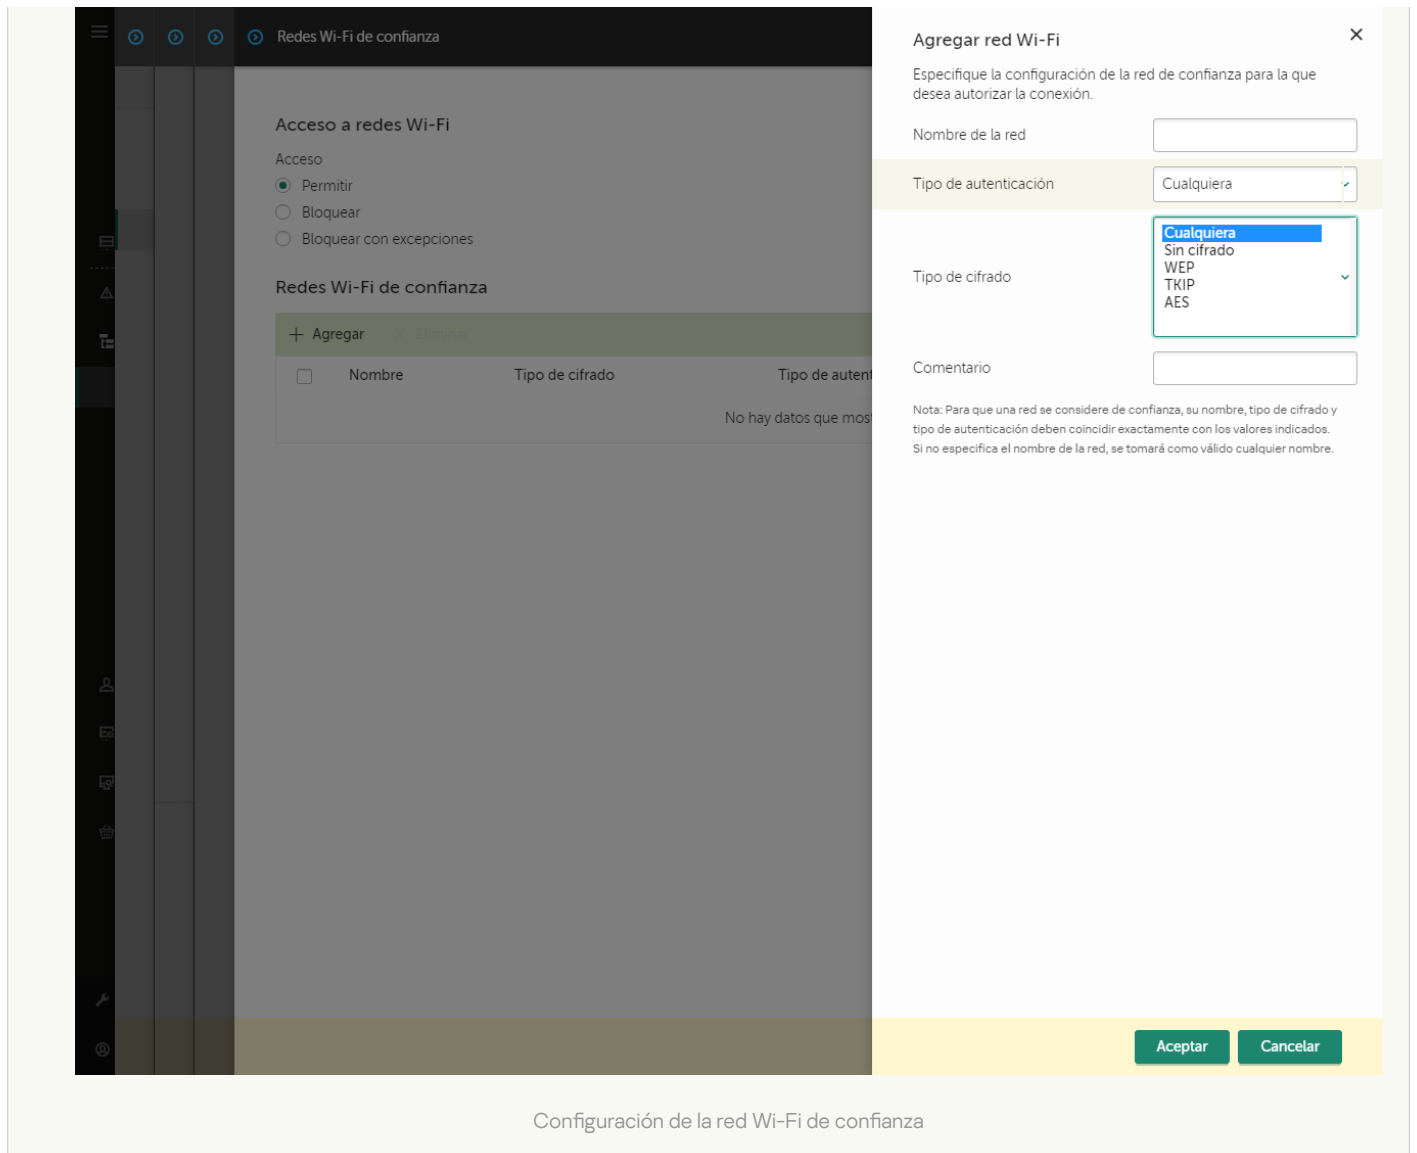 Redes Wi-Fi de confianza
Acceso a redes Wi-Fi
Acceso
Permitir
Bloquear
Bloquear con excepciones
Redes Wi-Fi de confianza
Agregar
Eliminar
Nombre
Tipo de cifrado
Tipo de autent
No hay datos que most
Agregar red Wi-Fi
Especifique la configuración de la red de confianza para la que
desea autorizar la conexión.
Nombre de la red
Tipo de autenticación
Cualquiera
Tipo de cifrado
Cualquiera
Sin cifrado
WEP
TKIP
AES
Comentario
Nota: Para que una red se considere de confianza, su nombre, tipo de cifrado y
tipo de autenticación deben coincidir exactamente con los valores indicados.
Si no especifica el nombre de la red, se tomará como válido cualquier nombre.
Aceptar
Cancelar
Configuración de la red Wi-Fi de confianza